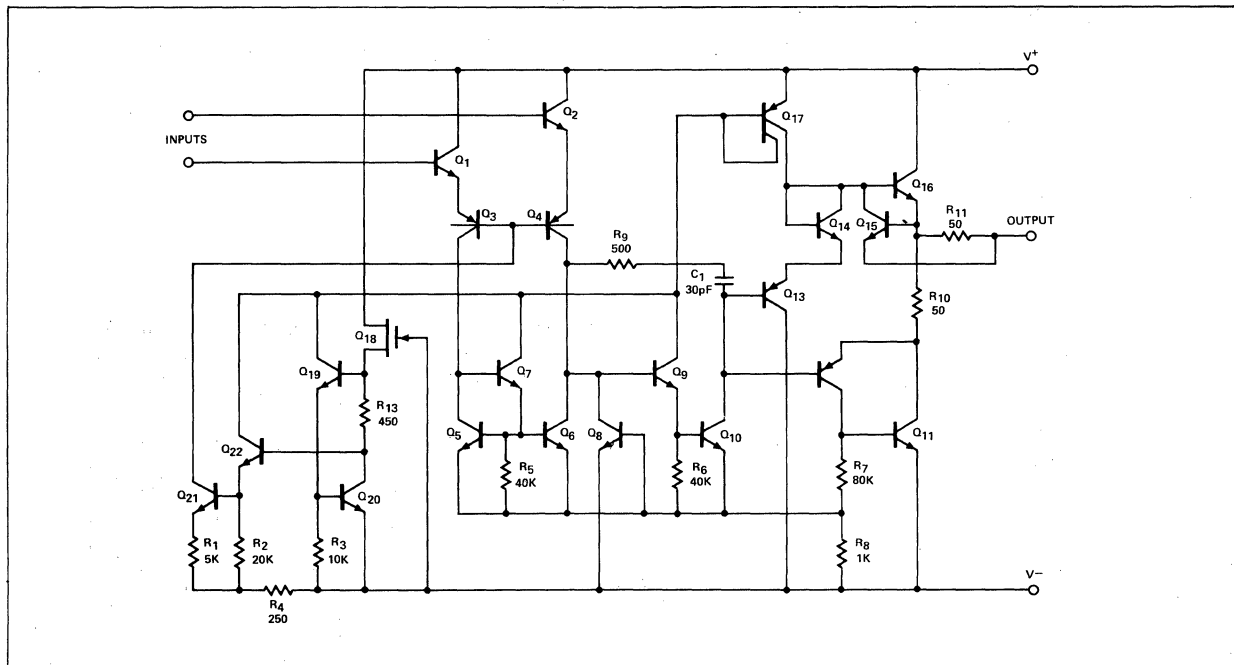 V+
Q2
Q17
INPUTS
Q1
Q16
Q3
Q4
Q14
Q15
R11
50
OUTPUT
R9
500
C1
30pF
Q13
R10
50
Q18
Q19
Q7
Q9
R13
450
Q5
Q6
Q8
Q10
Q11
Q22
R5
40K
R6
40K
R7
80K
Q21
Q20
R1
5K
R2
20K
R3
10K
R8
1K
V−
R4
250